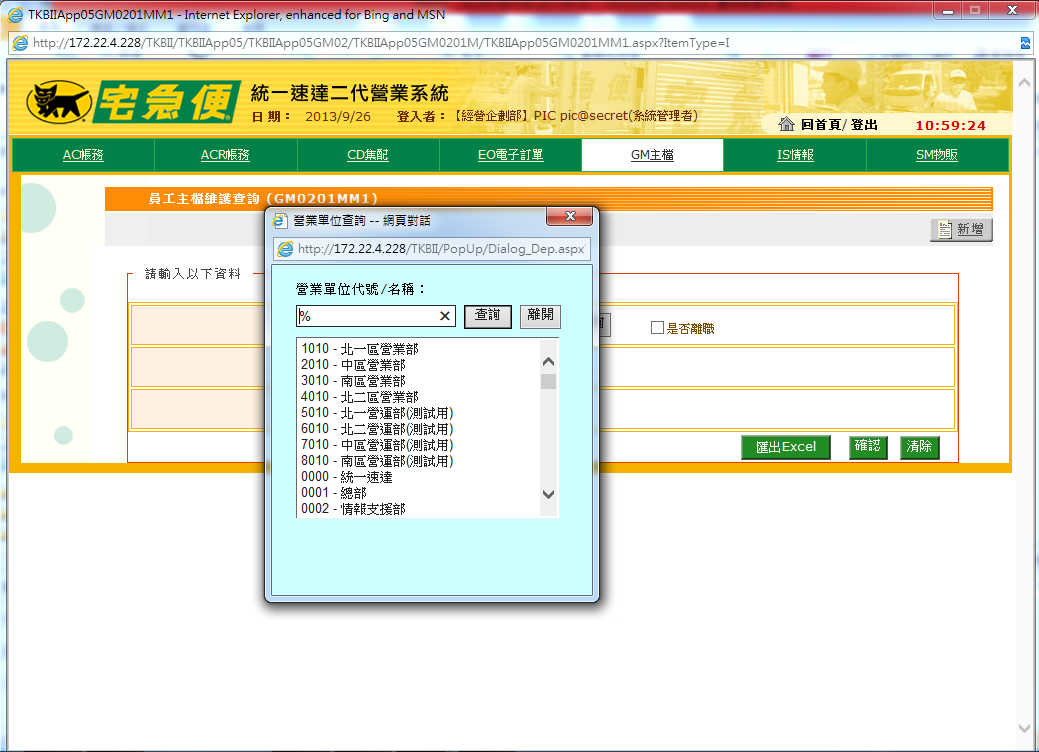 TKBIIApp05GM0201MM1 - Internet Explorer, enhanced for Bing and MSN
http://172.22.4.228/TKBII/TKBIIApp05/TKBIIApp05GM02/TKBIIApp05GM0201M/TKBIIApp05GM0201MM1.aspx?ItemType=I
宅急便 統一速達二代營業系統
日期： 2013/9/26 登入者：【經營企劃部】PIC pic@secret(系統管理者)
回首頁/ 登出 10:59:24
AC帳務 ACR帳務 CD集配 EO電子訂單 GM主檔 IS情報 SM物販
員工主檔維護查詢 (GM0201MM1)
新增
請輸入以下資料
是否離職
匯出Excel 確認 清除
營業單位查詢 -- 網頁對話
http://172.22.4.228/TKBII/PopUp/Dialog_Dep.aspx
營業單位代號/名稱：
% 查詢 離開
1010 - 北一區營業部
2010 - 中區營業部
3010 - 南區營業部
4010 - 北二區營業部
5010 - 北一營運部(測試用)
6010 - 北二營運部(測試用)
7010 - 中區營運部(測試用)
8010 - 南區營運部(測試用)
0000 - 統一速達
0001 - 總部
0002 - 情報支援部